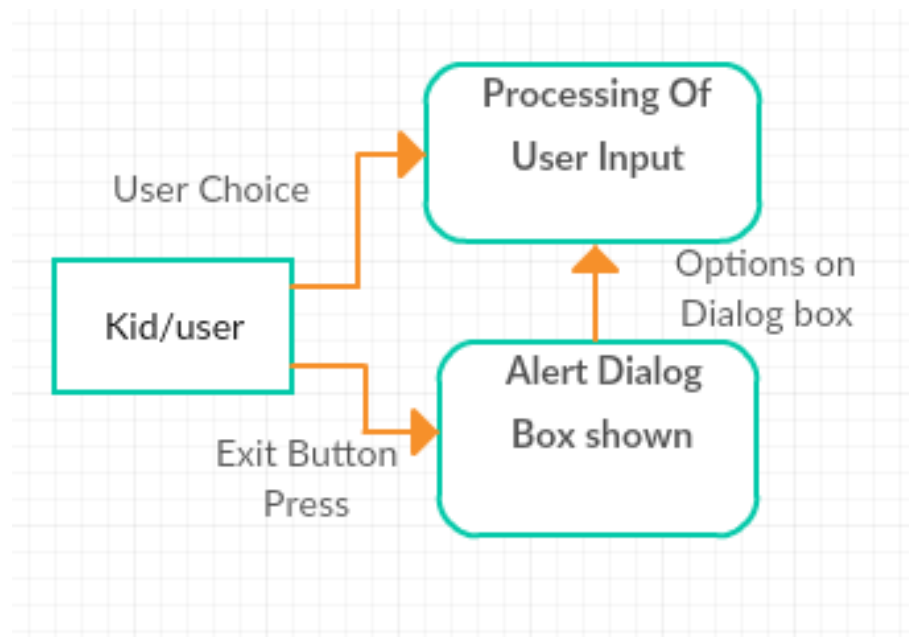 Processing Of
User Input
User Choice
Kid/user
Options on
Dialog box
Alert Dialog
Box shown
Exit Button
Press